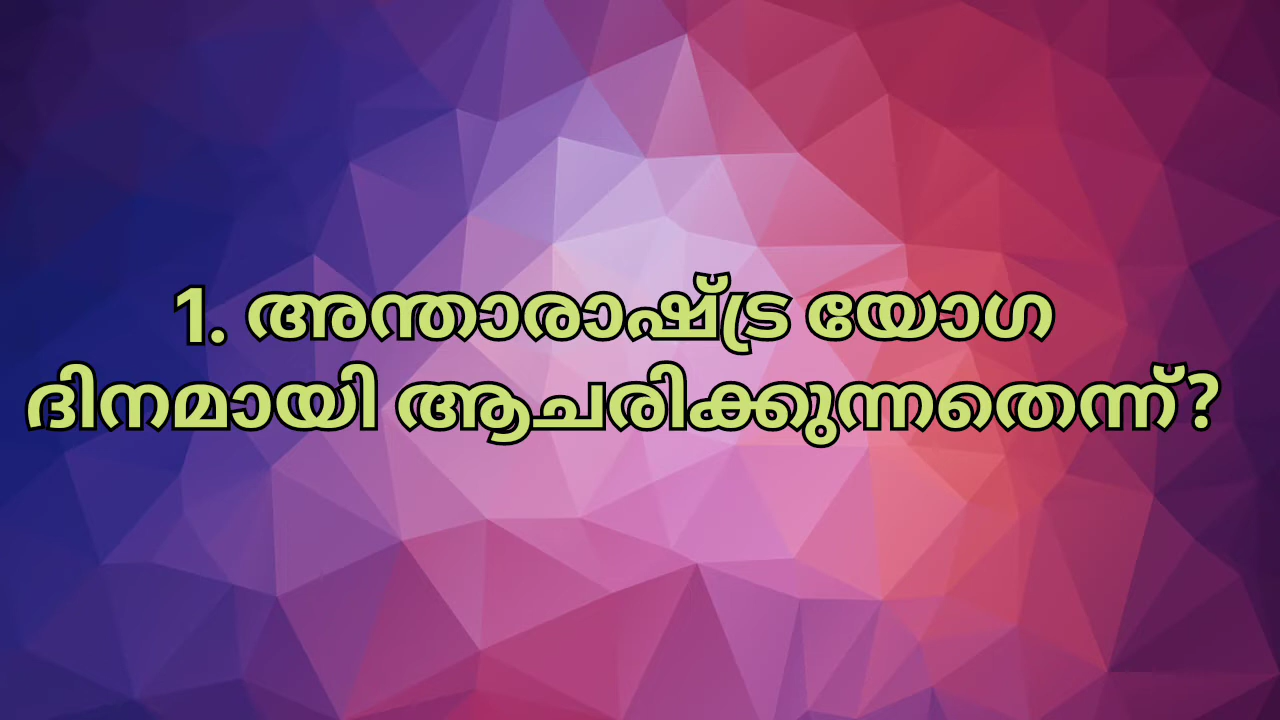 1. അന്താരാഷ്ട്ര യോഗ
ദിനമായി ആചരിക്കുന്നതെന്ന്?